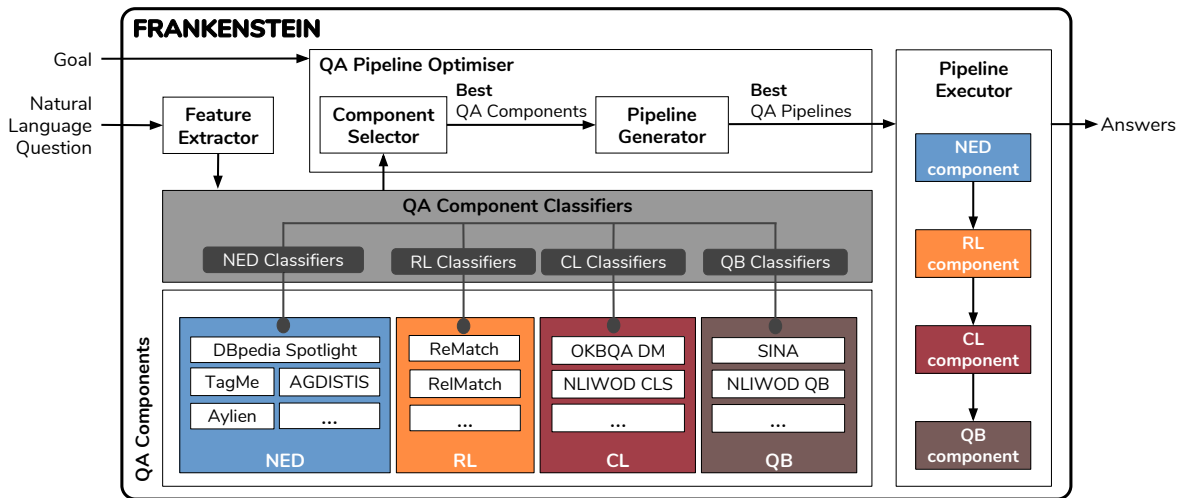 FRANKENSTEIN
Goal
Natural
Language
Question
Feature
Extractor
QA Pipeline Optimiser
Component
Selector
Best
QA Components
Pipeline
Generator
Best
QA Pipelines
Pipeline
Executor
NED
component
RL
component
CL
component
QB
component
Answers
QA Component Classifiers
NED Classifiers
RL Classifiers
CL Classifiers
QB Classifiers
QA Components
DBpedia Spotlight
TagMe
AGDISTIS
Aylien
...
NED
ReMatch
RelMatch
...
RL
OKBQA DM
NLIWOD CLS
...
CL
SINA
NLIWOD QB
...
QB